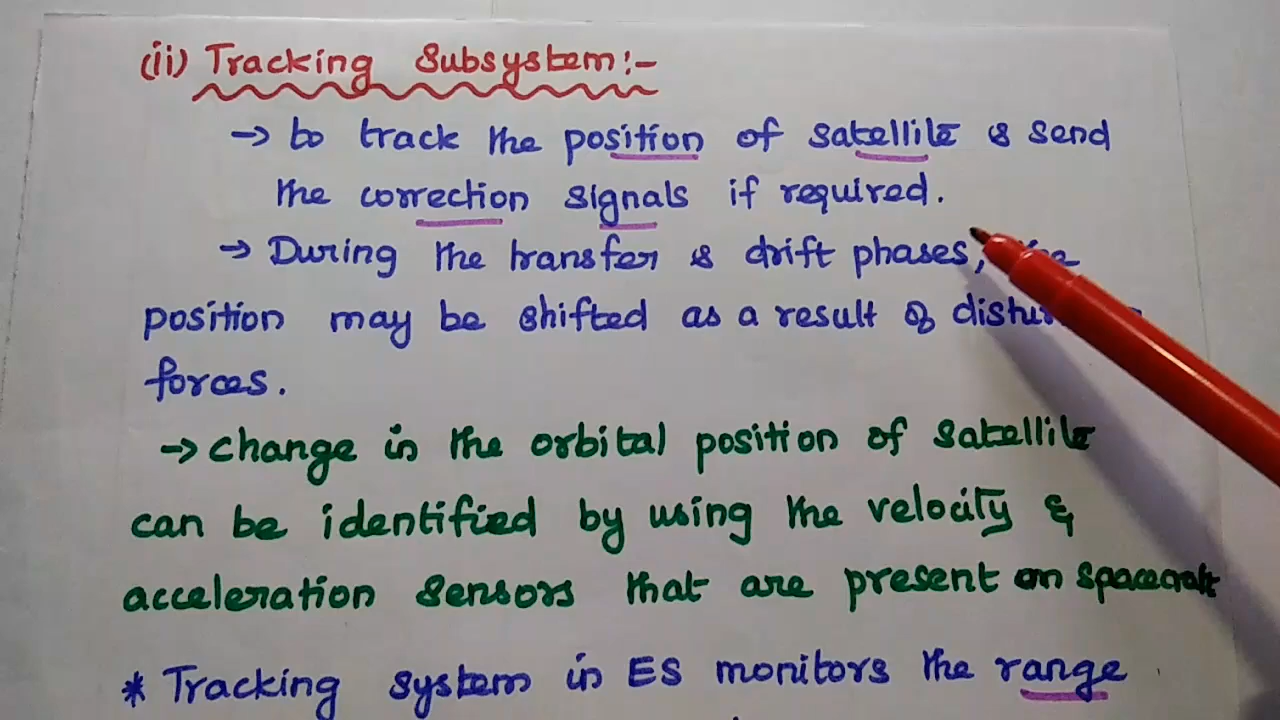 (ii) Tracking Subsystem:-
→ to track the position of satellite & send
the correction signals if required.
→ During the transfer & drift phases,
position may be shifted as a result of
forces.
→ Change in the orbital position of satellite
can be identified by using the velocity &
acceleration sensors that are present on spacecraft
* Tracking system in ES monitors the range